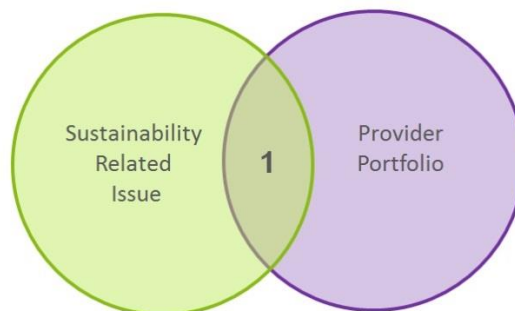 Sustainability
Related
Issue
1
Provider
Portfolio